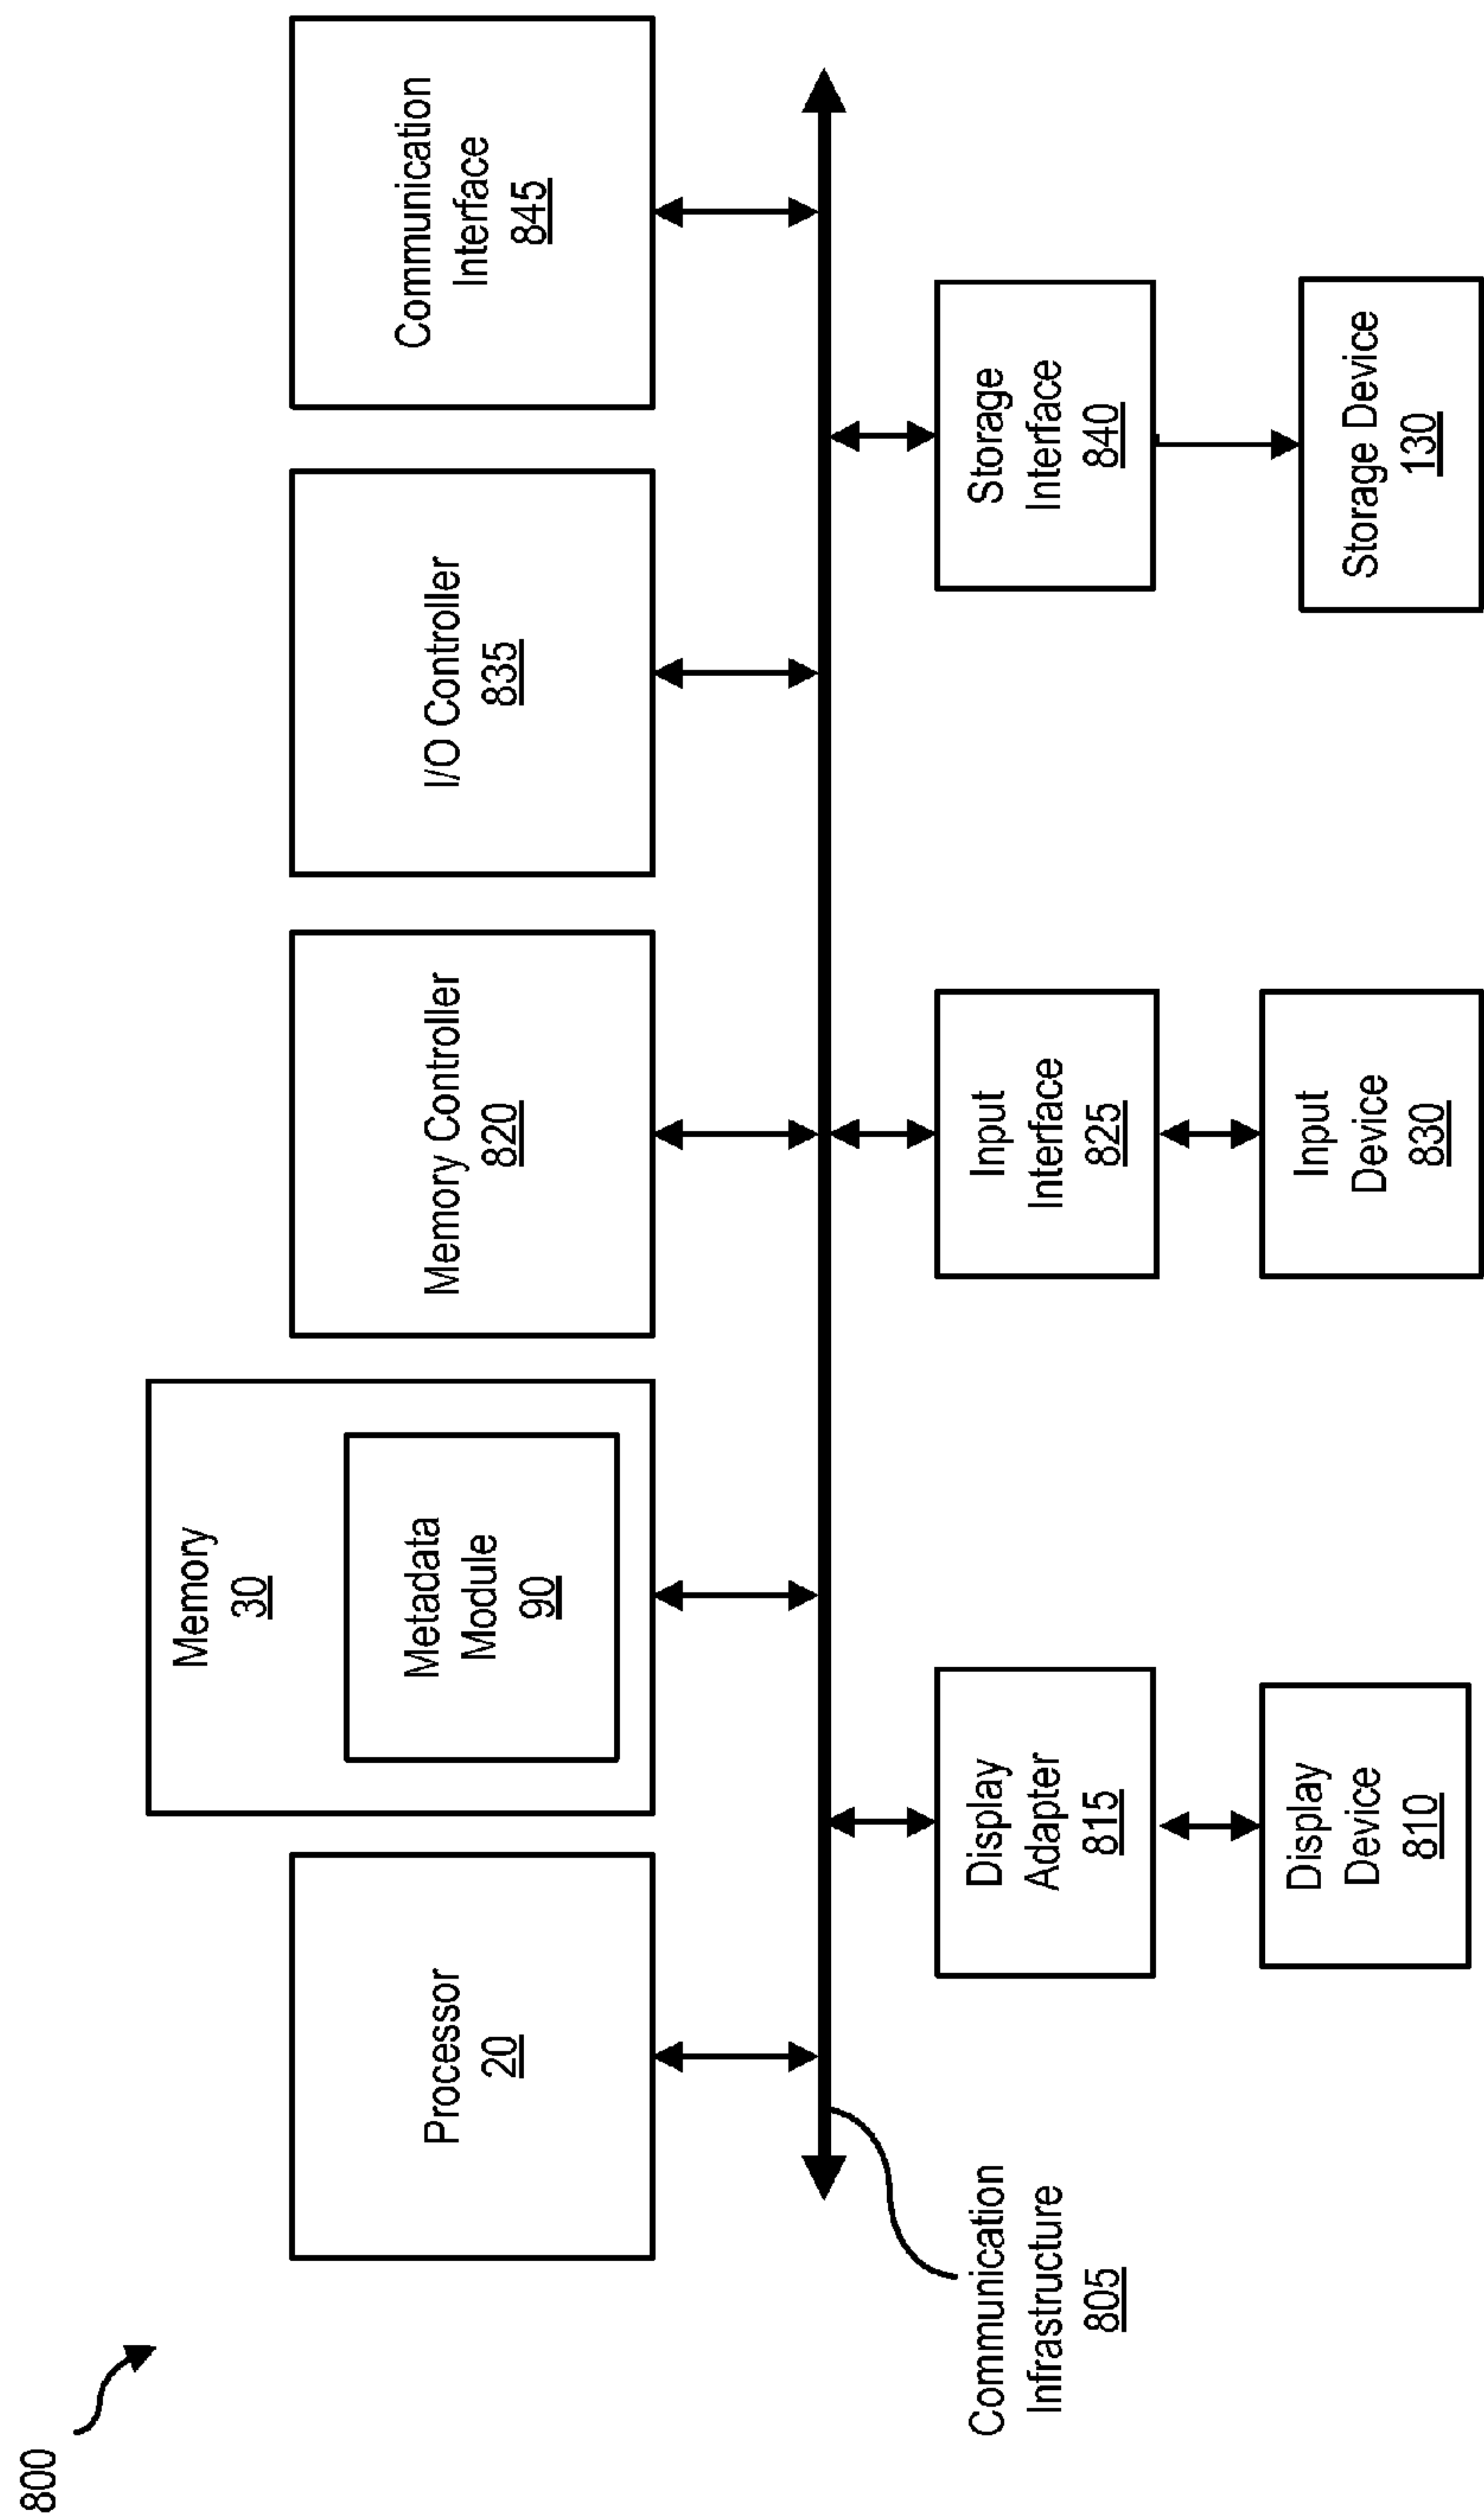 800
Processor
20
Memory
30
Metadata
Module
90
Memory Controller
820
I/O Controller
835
Communication
Interface
845
Communication
Infrastructure
805
Display
Adapter
815
Input
Interface
825
Storage
Interface
840
Display
Device
810
Input
Device
830
Storage Device
130